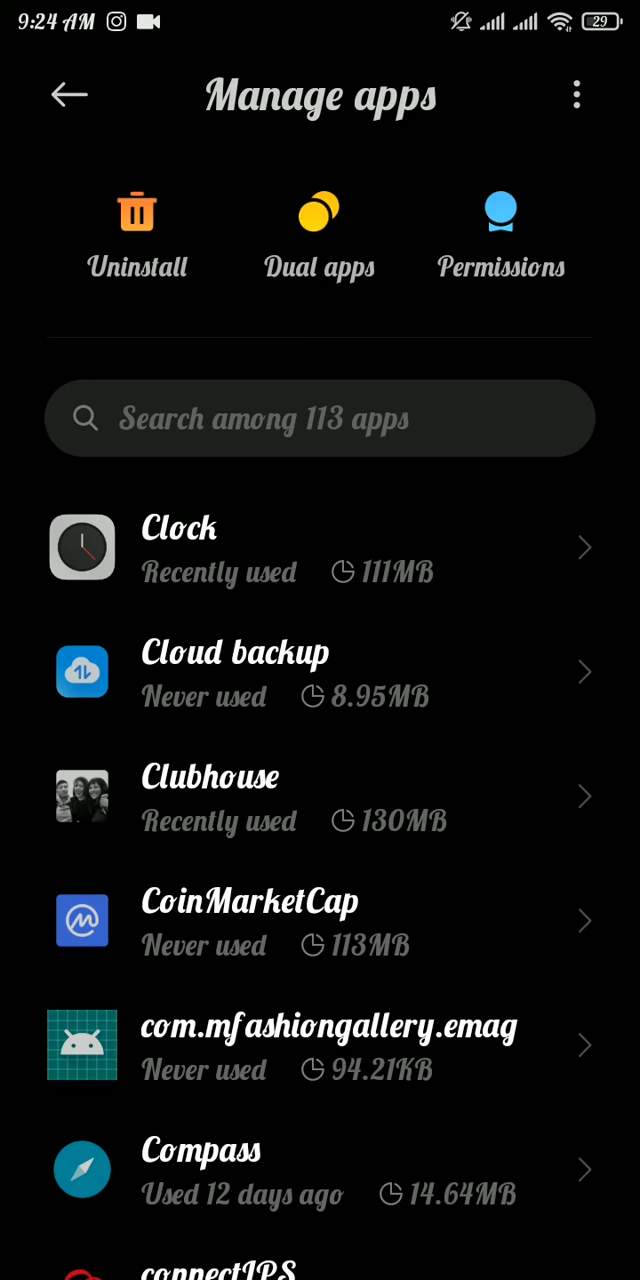 9:24 AM 29
Manage apps
Uninstall Dual apps Permissions
Search among 113 apps
Clock
Recently used 111MB
Cloud backup
Never used 8.95MB
Clubhouse
Recently used 130MB
CoinMarketCap
Never used 113MB
com.mfashiongallery.emag
Never used 94.21KB
Compass
Used 12 days ago 14.64MB
connectIPS